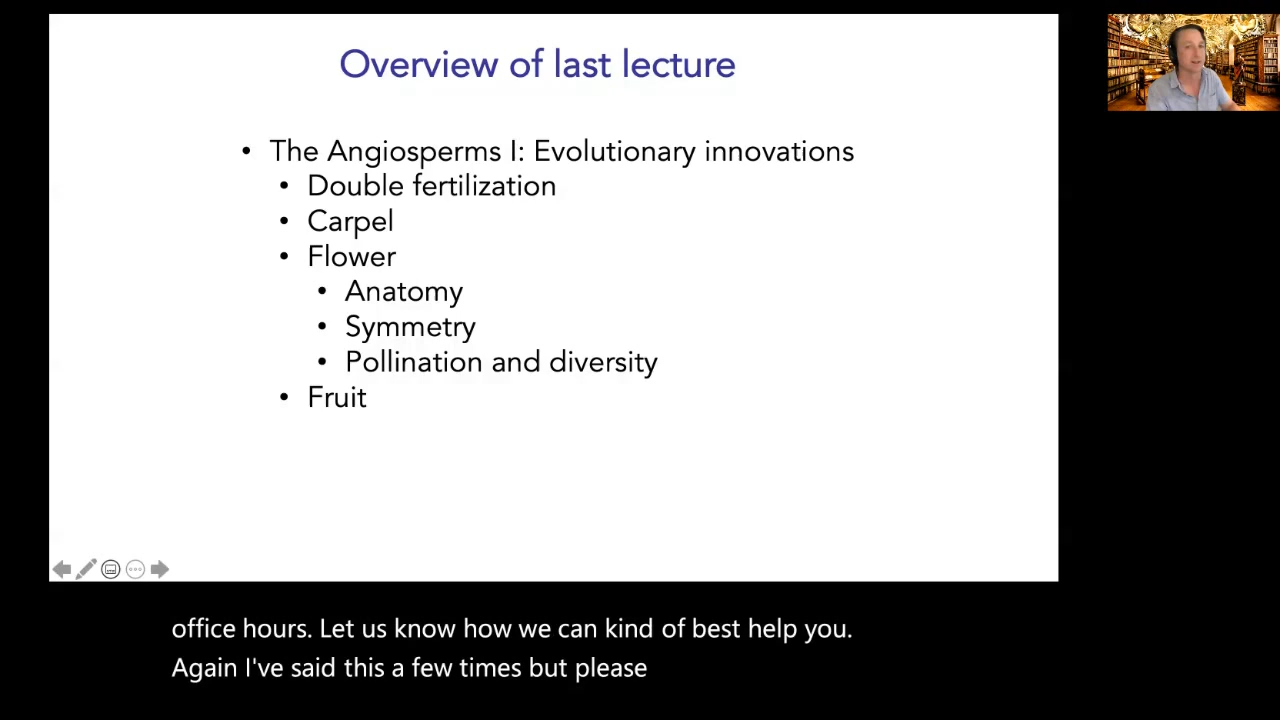 Overview of last lecture
• The Angiosperms I: Evolutionary innovations
• Double fertilization
• Carpel
• Flower
• Anatomy
• Symmetry
• Pollination and diversity
• Fruit
office hours. Let us know how we can kind of best help you.
Again I've said this a few times but please